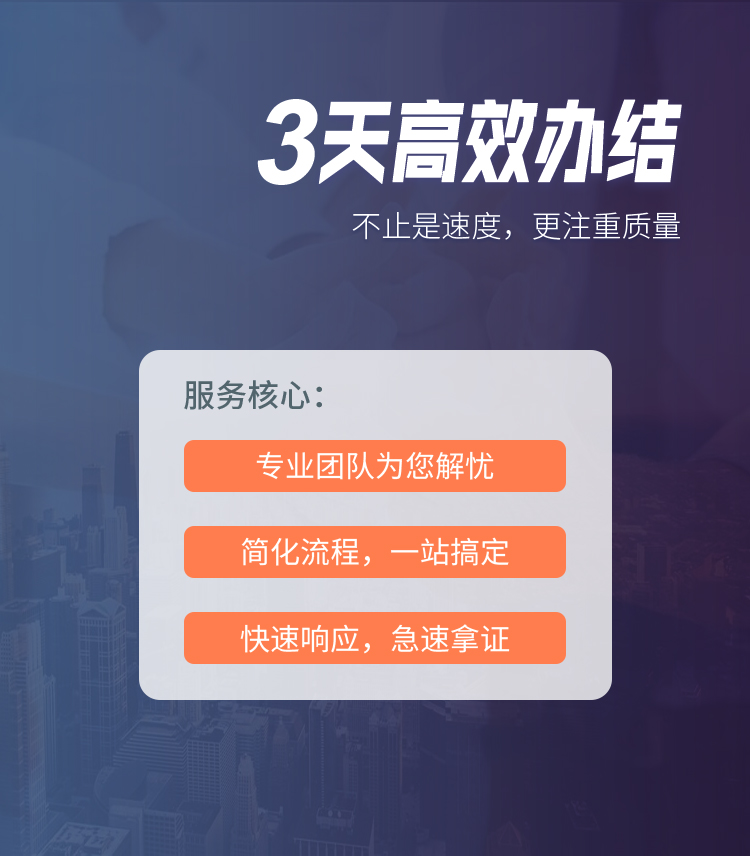 3天高效办结
不止是速度，更注重质量
服务核心：
专业团队为您解忧
简化流程，一站搞定
快速响应，急速拿证